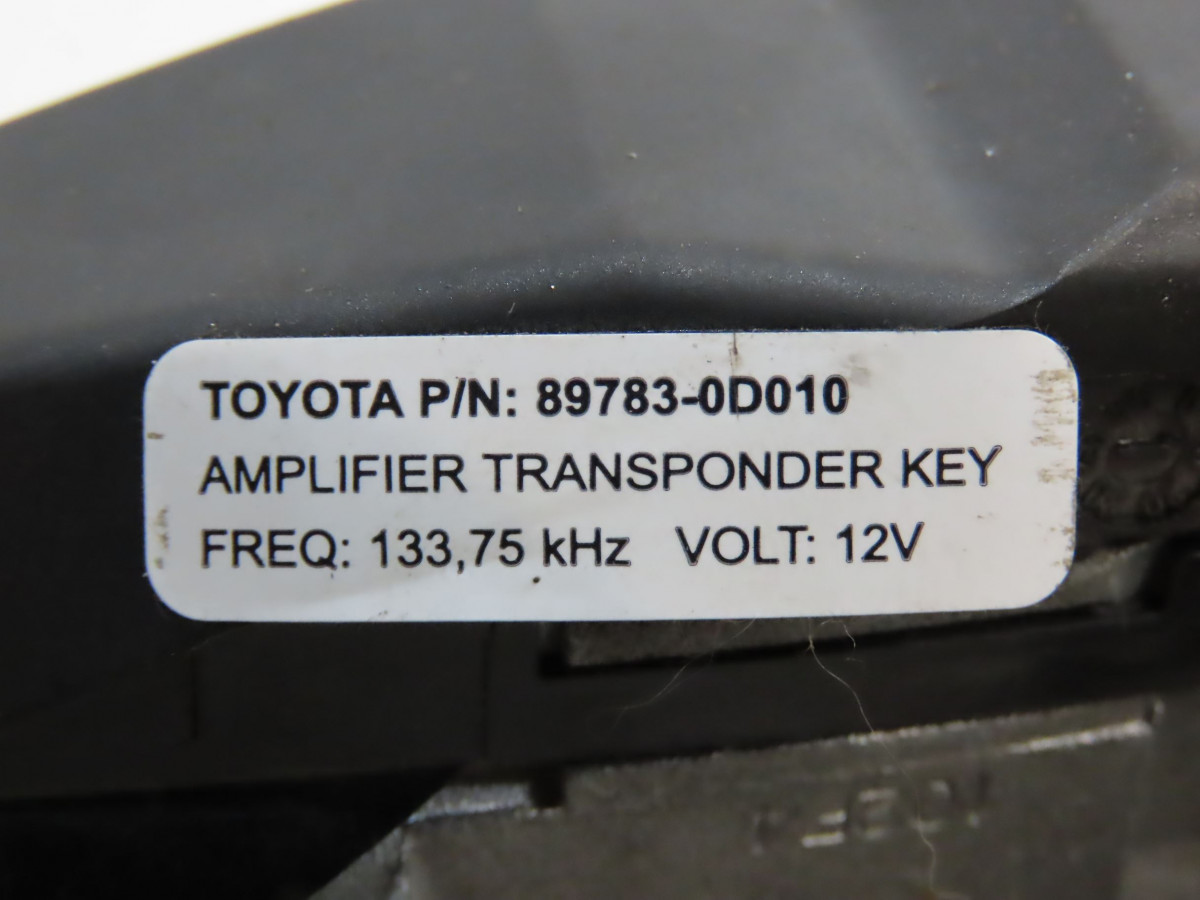 TOYOTA P/N: 89783-0D010
AMPLIFIER TRANSPONDER KEY
FREQ: 133,75 kHz VOLT: 12V